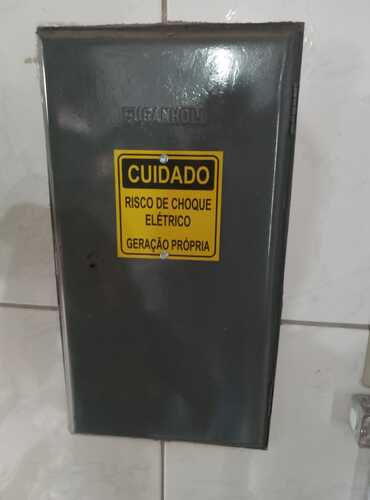 CUIDADO
RISCO DE CHOQUE
ELÉTRICO
GERAÇÃO PRÓPRIA